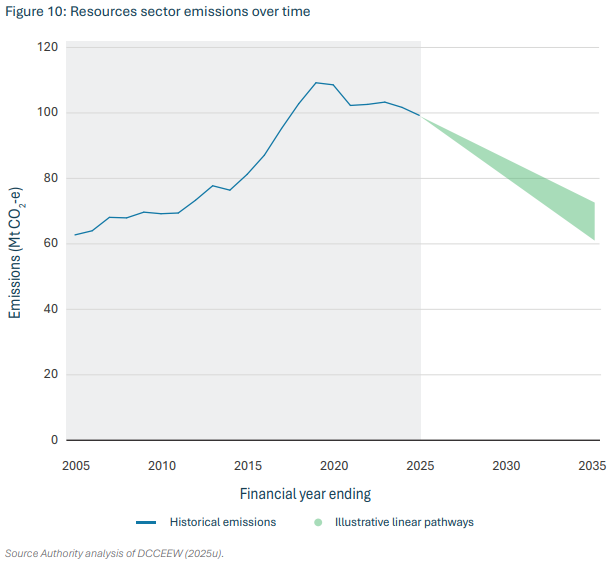 Figure 10: Resources sector emissions over time
Emissions (Mt CO2-e)
120
100
80
60
40
20
0
2005 2010 2015 2020 2025 2030 2035
Financial year ending
Historical emissions Illustrative linear pathways
Source Authority analysis of DCCEEW (2025u).